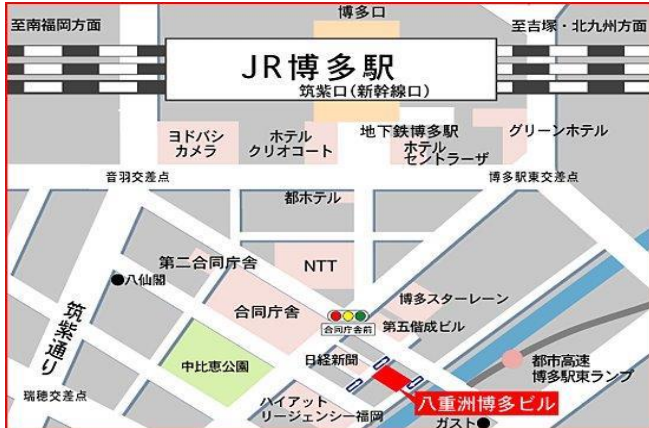 博多口
至南福岡方面
至吉塚・北九州方面
JR博多駅
筑紫口(新幹線口)
ヨドバシ
カメラ
ホテル
クリオコート
地下鉄博多駅
ホテル
セントラーザ
グリーンホテル
音羽交差点
博多駅東交差点
都ホテル
第二合同庁舎
NTT
八仙閣
合同庁舎
博多スターレーン
合同庁舎前
第五偕成ビル
筑紫通り
中比恵公園
日経新聞
都市高速
博多駅東ランプ
瑞穂交差点
ハイアット
リージェンシー福岡
八重洲博多ビル
ガスト